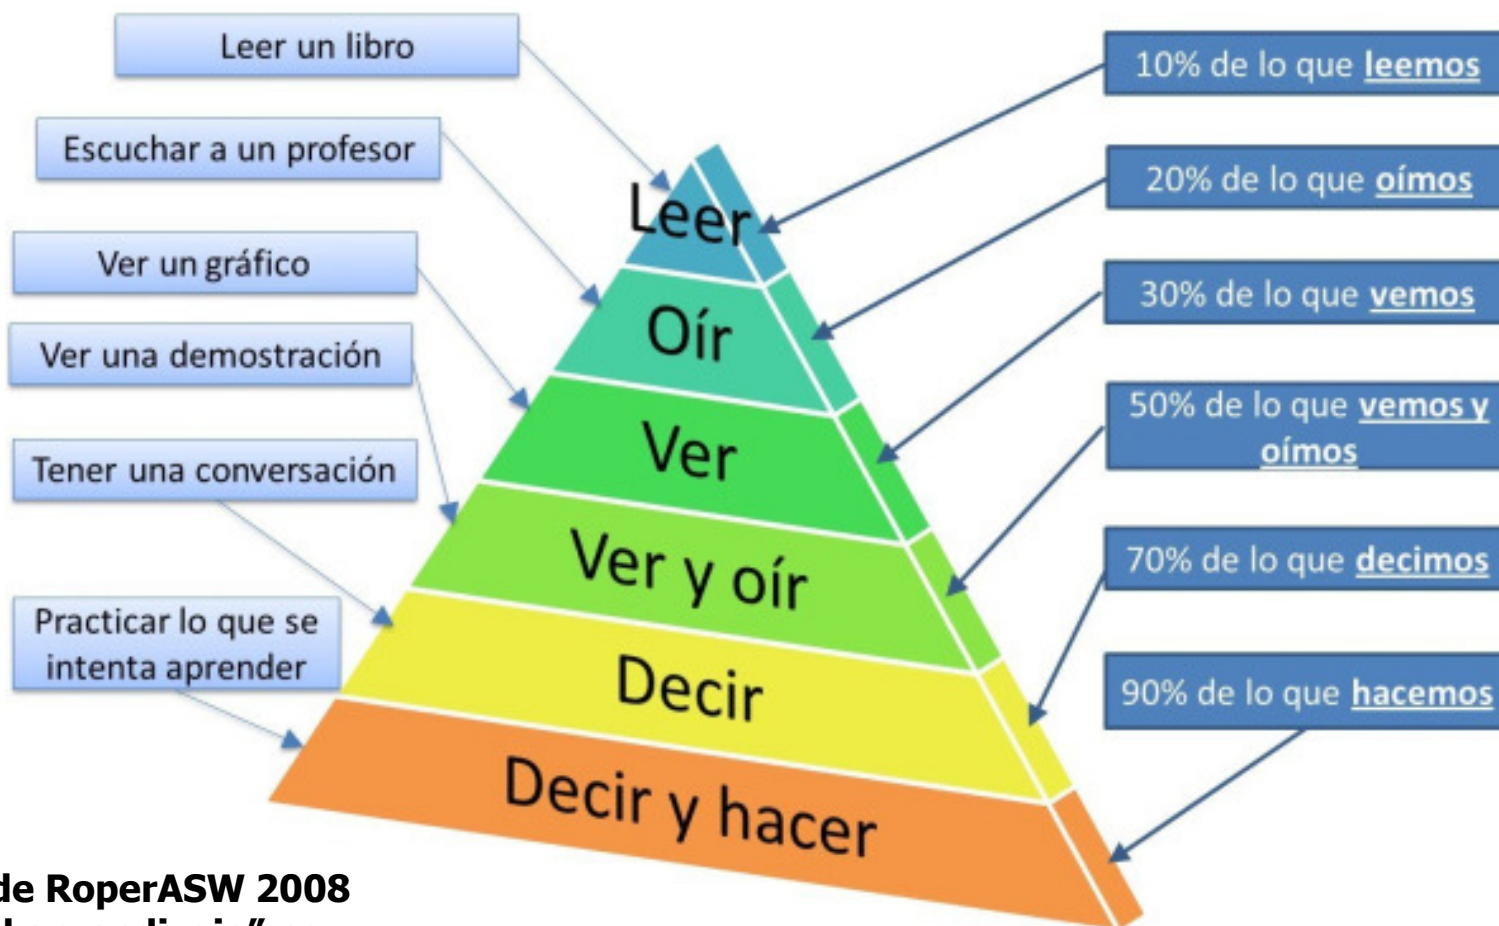 Leer un libro
Escuchar a un profesor
Ver un gráfico
Ver una demostración
Tener una conversación
Practicar lo que se
intenta aprender
Leer
Oír
Ver
Ver y oír
Decir
Decir y hacer
10% de lo que leemos
20% de lo que oímos
30% de lo que vemos
50% de lo que vemos y
oímos
70% de lo que decimos
90% de lo que hacemos
de RoperASW 2008